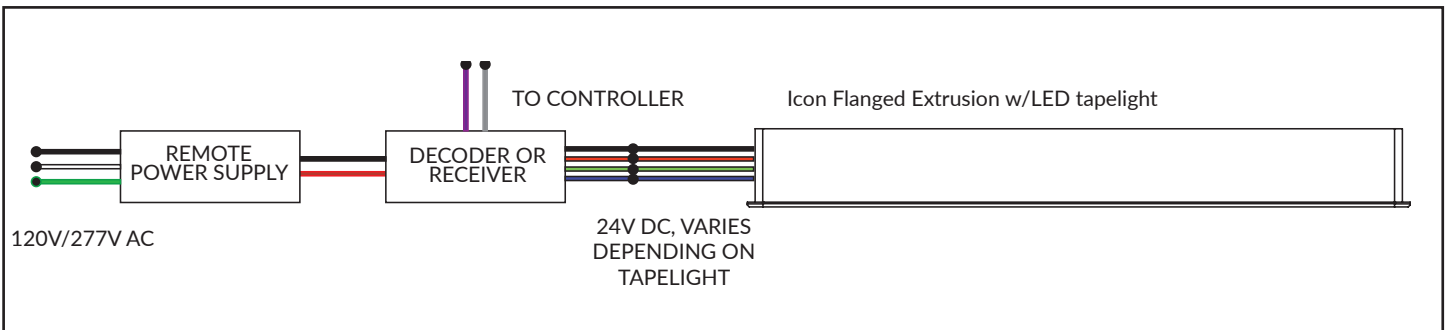 TO CONTROLLER
Icon Flanged Extrusion w/LED tapelight
REMOTE
POWER SUPPLY
DECODER OR
RECEIVER
120V/277V AC
24V DC, VARIES
DEPENDING ON
TAPELIGHT